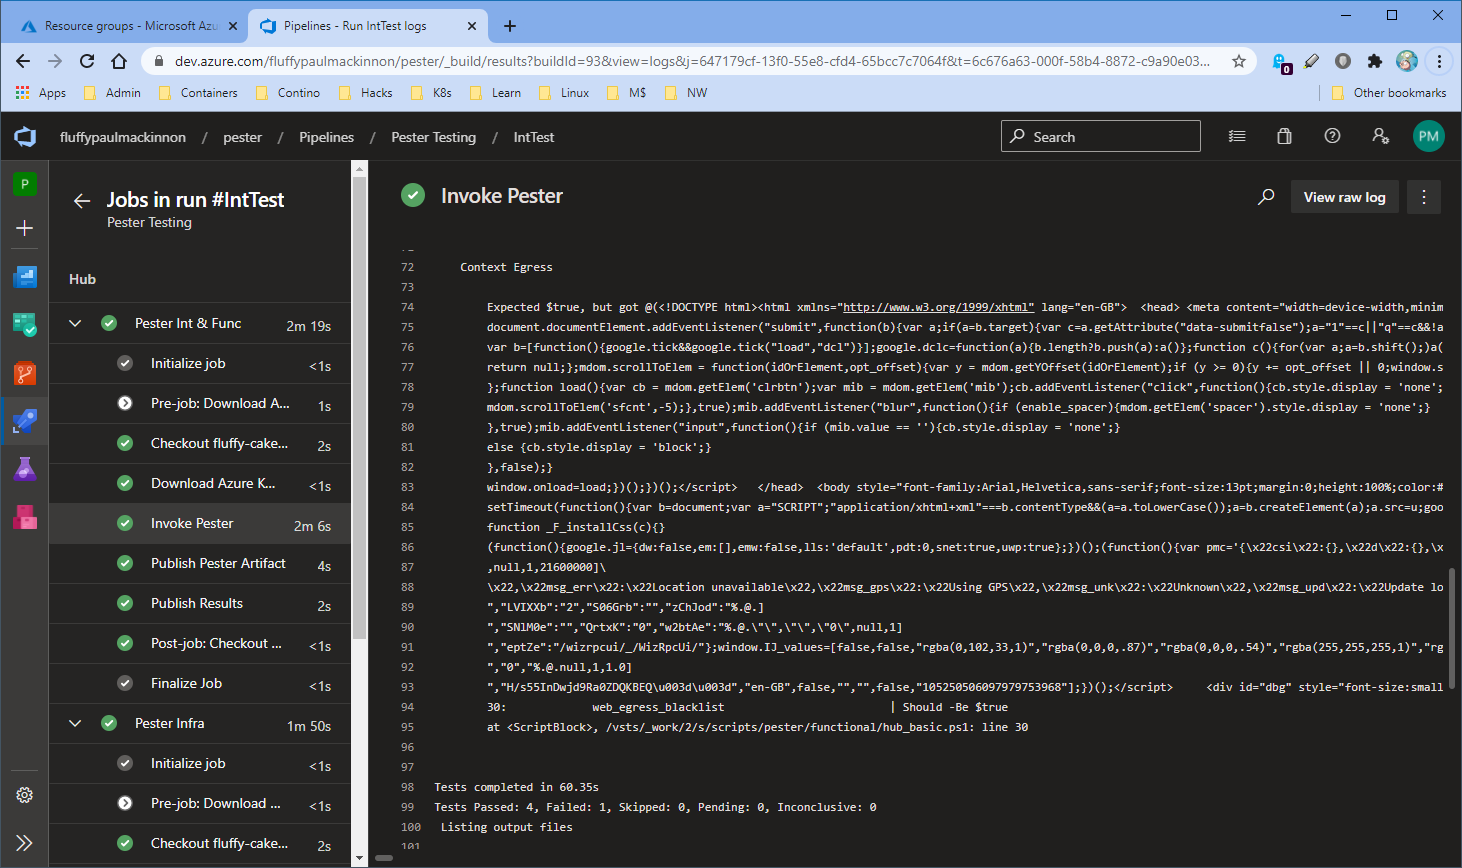 Resource groups - Microsoft Azu
Pipelines - Run IntTest logs
dev.azure.com/fluffypaulmackinnon/pester/_build/results?buildId=93&view=logs&j=647179cf-13f0-55e8-cfd4-65bcc7c7064f&t=6c676a63-000f-58b4-8872-c9a90e03...
0
Apps Admin Containers Contino Hacks K8s Learn Linux M$ NW Other bookmarks
fluffypaulmackinnon / pester / Pipelines / Pester Testing / IntTest
Search
PM
P
Jobs in run #IntTest
Pester Testing
Hub
Pester Int & Func 2m 19s
Initialize job <1s
Pre-job: Download A... 1s
Checkout fluffy-cake... 2s
Download Azure K... <1s
Invoke Pester 2m 6s
Publish Pester Artifact 4s
Publish Results 2s
Post-job: Checkout ... <1s
Finalize Job <1s
Pester Infra 1m 50s
Initialize job <1s
Pre-job: Download ... <1s
Checkout fluffy-cake... 2s
Invoke Pester
View raw log
72 Context Egress
73
74 Expected $true, but got @(<!DOCTYPE html><html xmlns="http://www.w3.org/1999/xhtml" lang="en-GB"> <head> <meta content="width=device-width,minim
75 document.documentElement.addEventListener("submit",function(b){var a;if(a=b.target){var c=a.getAttribute("data-submitfalse");a="1"==c||"q"==c&&!a
76 var b=[function(){google.tick&&google.tick("load","dcl")}];google.dclc=function(a){b.length?b.push(a):a()};function c(){for(var a;a=b.shift();)a(
77 return null;};mdom.scrollToElem = function(idOrElement,opt_offset){var y = mdom.getYOffset(idOrElement);if (y >= 0){y += opt_offset || 0;window.s
78 };function load(){var cb = mdom.getElem('clrbtn');var mib = mdom.getElem('mib');cb.addEventListener("click",function(){cb.style.display = 'none';
79 mdom.scrollToElem('sfcnt',-5);},true);mib.addEventListener("blur",function(){if (enable_spacer){mdom.getElem('spacer').style.display = 'none';}
80 },true);mib.addEventListener("input",function(){if (mib.value == ''){cb.style.display = 'none';}
81 else {cb.style.display = 'block';}
82 },false);}
83 window.onload=load;})();})();</script> </head> <body style="font-family:Arial,Helvetica,sans-serif;font-size:13pt;margin:0;height:100%;color:#
84 setTimeout(function(){var b=document;var a="SCRIPT";"application/xhtml+xml"===b.contentType&&(a=a.toLowerCase());a=b.createElement(a);a.src=u;goo
85 function _F_installCss(c){}
86 (function(){google.jl={dw:false,em:[],emw:false,lls:'default',pdt:0,snet:true,uwp:true};})();(function(){var pmc='{\x22csi\x22:{},\x22d\x22:{},\x
87 ,null,1,21600000]\
88 \x22,\x22msg_err\x22:\x22Location unavailable\x22,\x22msg_gps\x22:\x22Using GPS\x22,\x22msg_unk\x22:\x22Unknown\x22,\x22msg_upd\x22:\x22Update lo
89 ","LVIXXb":"2","S06Grb":"","zChJod":"%.@.]
90 ","SNlM0e":"","QrtxK":"0","w2btAe":"%.@.\"\",\"\",\"0\",null,1]
91 ","eptZe":"/wizrpcui/_/WizRpcUi/"};window.IJ_values=[false,false,"rgba(0,102,33,1)","rgba(0,0,0,.87)","rgba(0,0,0,.54)","rgba(255,255,255,1)","rg
92 ","0","%.@.null,1,1.0]
93 ","H/s55InDwjd9Ra0ZDQKBEQ\u003d\u003d","en-GB",false,"","",false,"105250506097979753968"];})();</script> <div id="dbg" style="font-size:small
94 30: web_egress_blacklist | Should -Be $true
95 at <ScriptBlock>, /vsts/_work/2/s/scripts/pester/functional/hub_basic.ps1: line 30
96
97
98 Tests completed in 60.35s
99 Tests Passed: 4, Failed: 1, Skipped: 0, Pending: 0, Inconclusive: 0
100 Listing output files
101